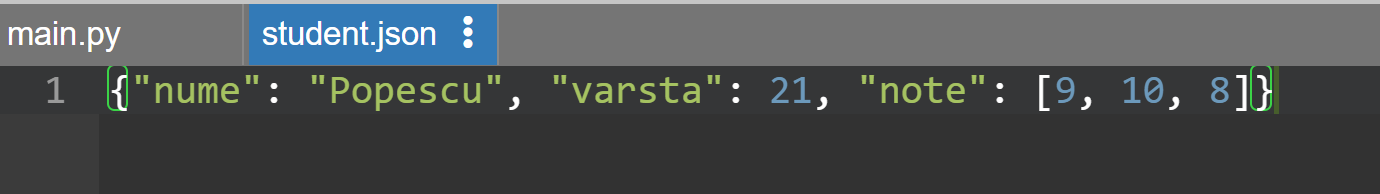 main.py student.json
1 {"nume": "Popescu", "varsta": 21, "note": [9, 10, 8]}